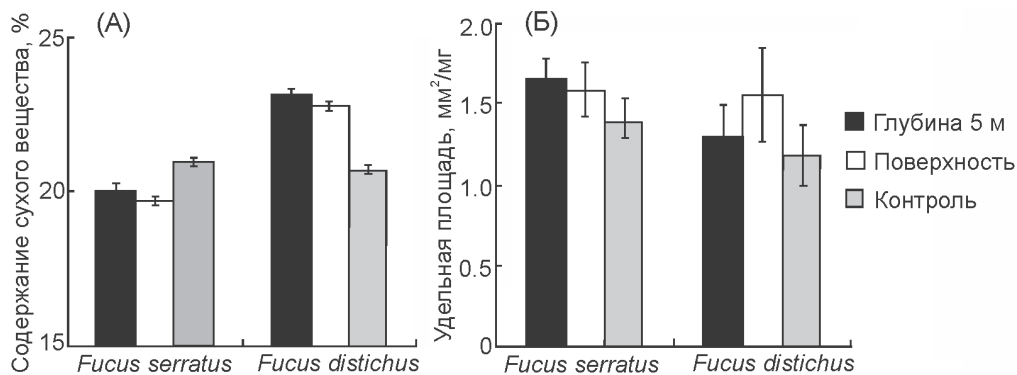 (А)
Содержание сухого вещества, %
25
20
15
Fucus serratus Fucus distichus
(Б)
Удельная площадь, мм²/мг
2.0
1.5
1.0
0.5
0
Fucus serratus Fucus distichus
Глубина 5 м
Поверхность
Контроль